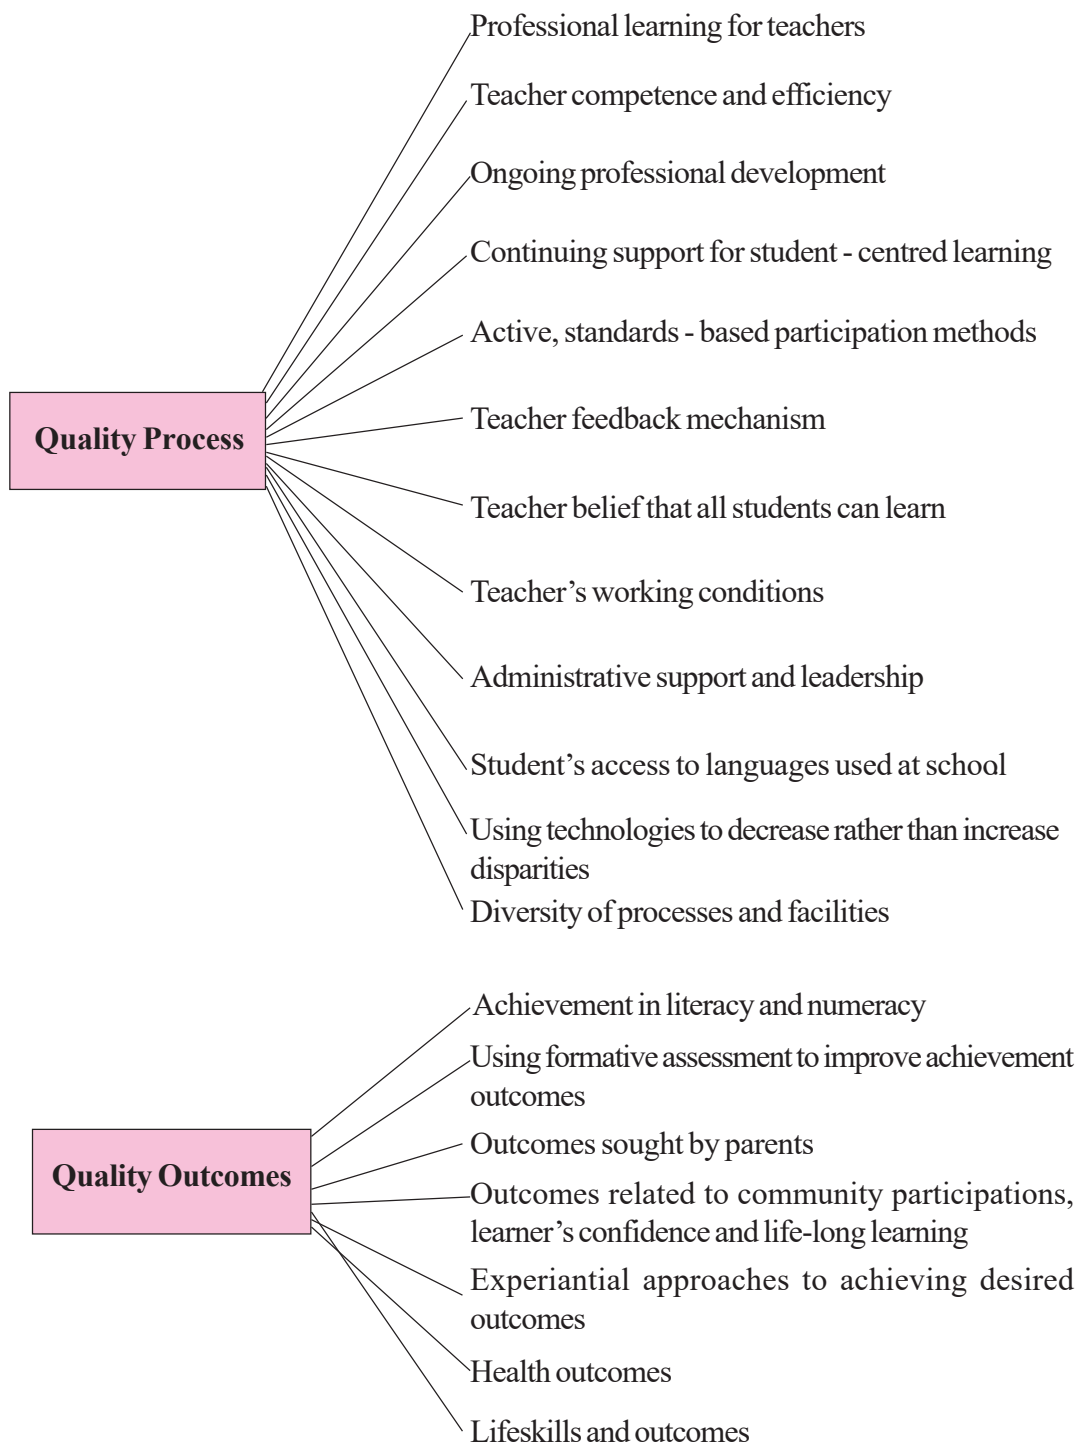 Professional learning for teachers
Teacher competence and efficiency
Ongoing professional development
Continuing support for student - centred learning
Active, standards - based participation methods
Quality Process
Teacher feedback mechanism
Teacher belief that all students can learn
Teacher’s working conditions
Administrative support and leadership
Student’s access to languages used at school
Using technologies to decrease rather than increase
disparities
Diversity of processes and facilities
Achievement in literacy and numeracy
Using formative assessment to improve achievement
outcomes
Outcomes sought by parents
Quality Outcomes
Outcomes related to community participations,
learner’s confidence and life-long learning
Experiantial approaches to achieving desired
outcomes
Health outcomes
Lifeskills and outcomes